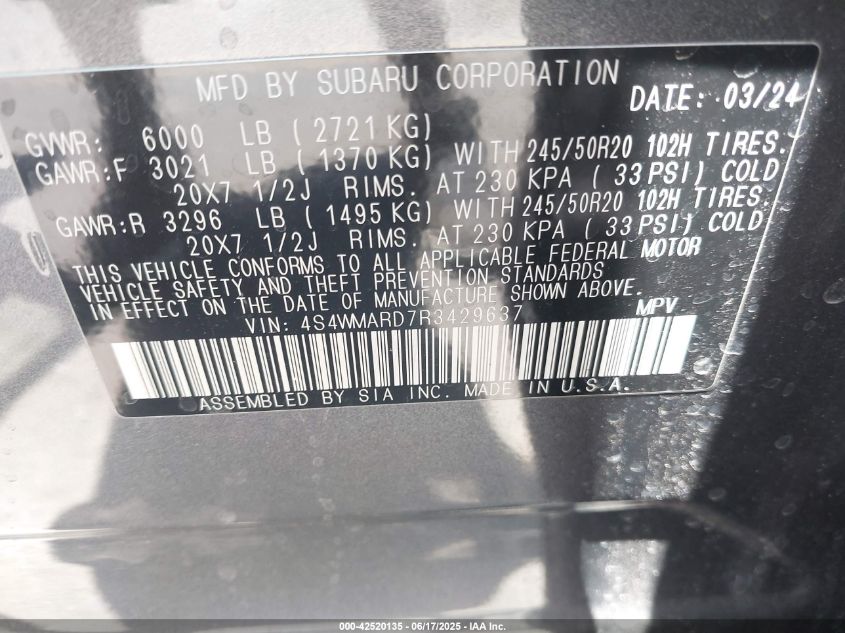 MFD BY SUBARU CORPORATION
DATE: 03/24
GVWR: 6000 LB ( 2721 KG)
GAWR:F 3021 LB ( 1370 KG) WITH 245/50R20 102H TIRES.
20X7 1/2J RIMS. AT 230 KPA ( 33 PSI) COLD
GAWR:R 3296 LB ( 1495 KG) WITH 245/50R20 102H TIRES.
20X7 1/2J RIMS. AT 230 KPA ( 33 PSI) COLD
THIS VEHICLE CONFORMS TO ALL APPLICABLE FEDERAL MOTOR
VEHICLE SAFETY AND THEFT PREVENTION STANDARDS
IN EFFECT ON THE DATE OF MANUFACTURE SHOWN ABOVE.
VIN: 4S4WMARD7R3429637 MPV
ASSEMBLED BY SIA INC. MADE IN U.S.A.
000-42520135 - 06/17/2025 - IAA Inc.